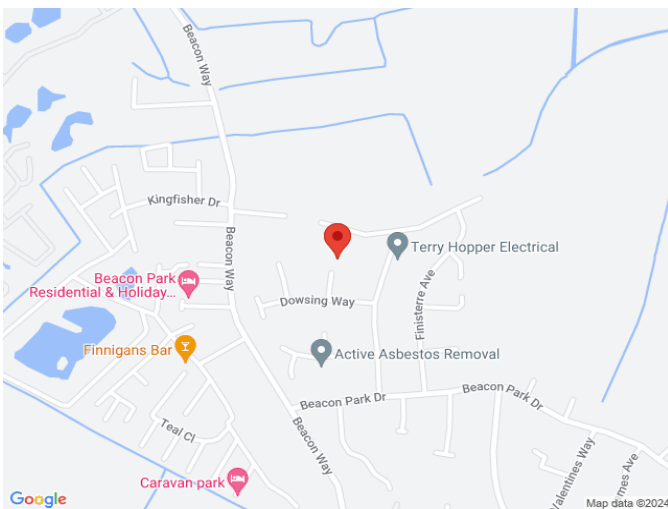 Beacon Way
Kingfisher Dr
Beacon Way
Terry Hopper Electrical
Beacon Park
Residential & Holiday...
Finisterre Ave
Dowsing Way
Finnigans Bar
Active Asbestos Removal
Beacon Park Dr
Beacon Park Dr
Teal Cl
Beacon Way
Valentines Way
Ave
Caravan park
Google
Map data ©2024